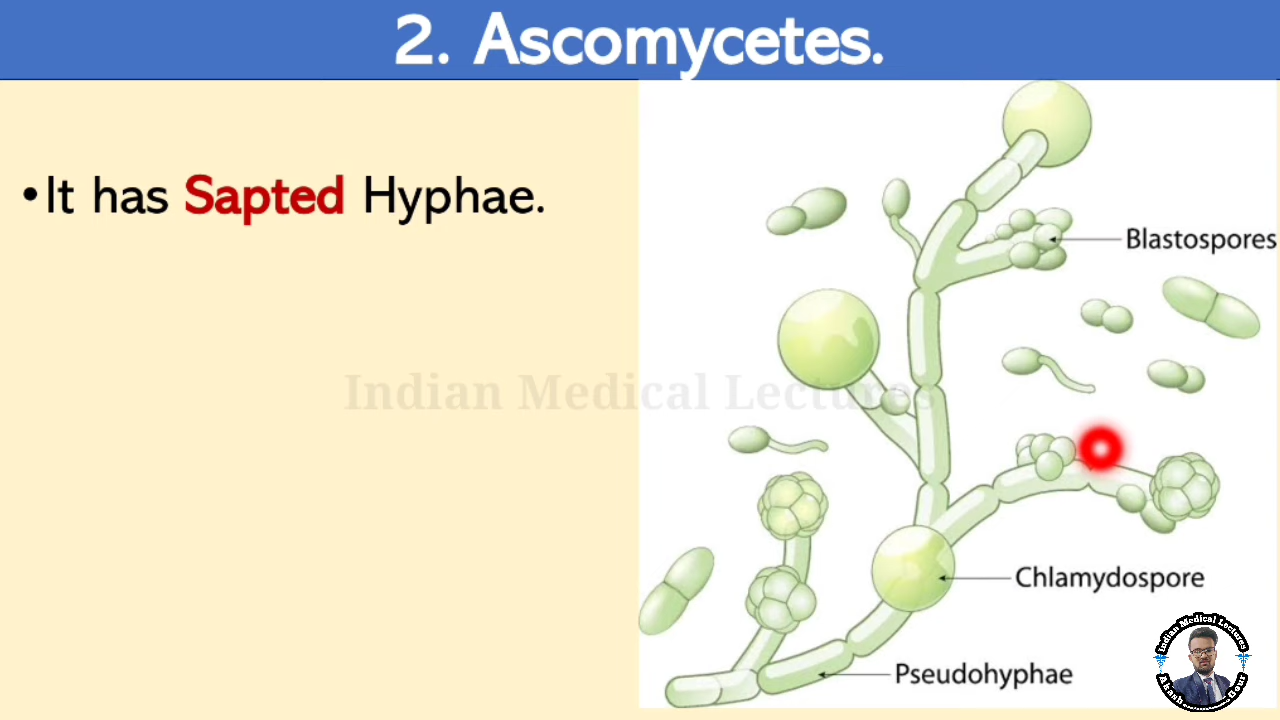 2. Ascomycetes.
•It has Sapted Hyphae.
Blastospores
Indian Medical Lectures
Chlamydospore
Pseudohyphae
Indian Medical Lectures